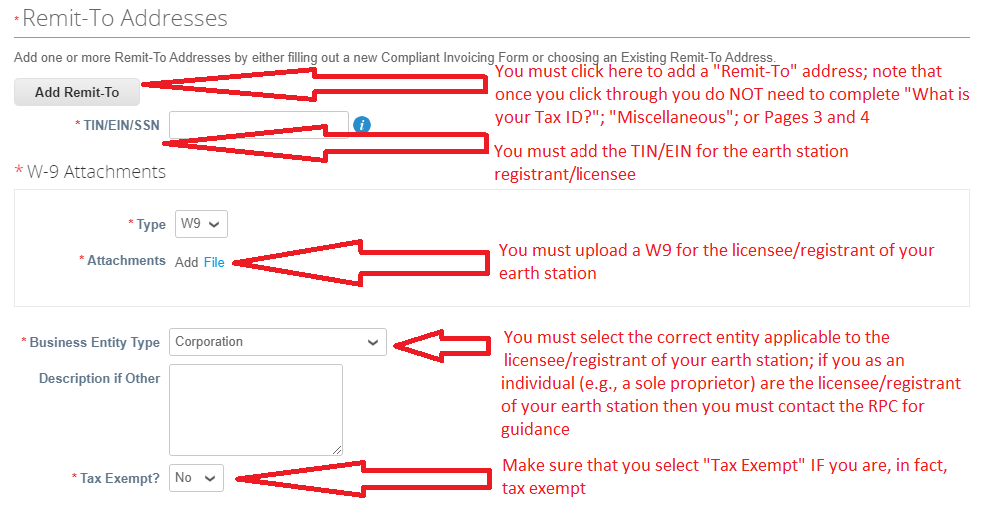 * Remit-To Addresses
Add one or more Remit-To Addresses by either filling out a new Compliant Invoicing Form or choosing an Existing Remit-To Address.
Add Remit-To
You must click here to add a "Remit-To" address; note that
once you click through you do NOT need to complete "What is
your Tax ID?"; "Miscellaneous"; or Pages 3 and 4
* TIN/EIN/SSN
i
You must add the TIN/EIN for the earth station
registrant/licensee
* W-9 Attachments
* Type W9
* Attachments Add File
You must upload a W9 for the licensee/registrant of your
earth station
* Business Entity Type Corporation
You must select the correct entity applicable to the
licensee/registrant of your earth station; if you as an
individual (e.g., a sole proprietor) are the licensee/registrant
of your earth station then you must contact the RPC for
guidance
Description if Other
* Tax Exempt? No
Make sure that you select "Tax Exempt" IF you are, in fact,
tax exempt